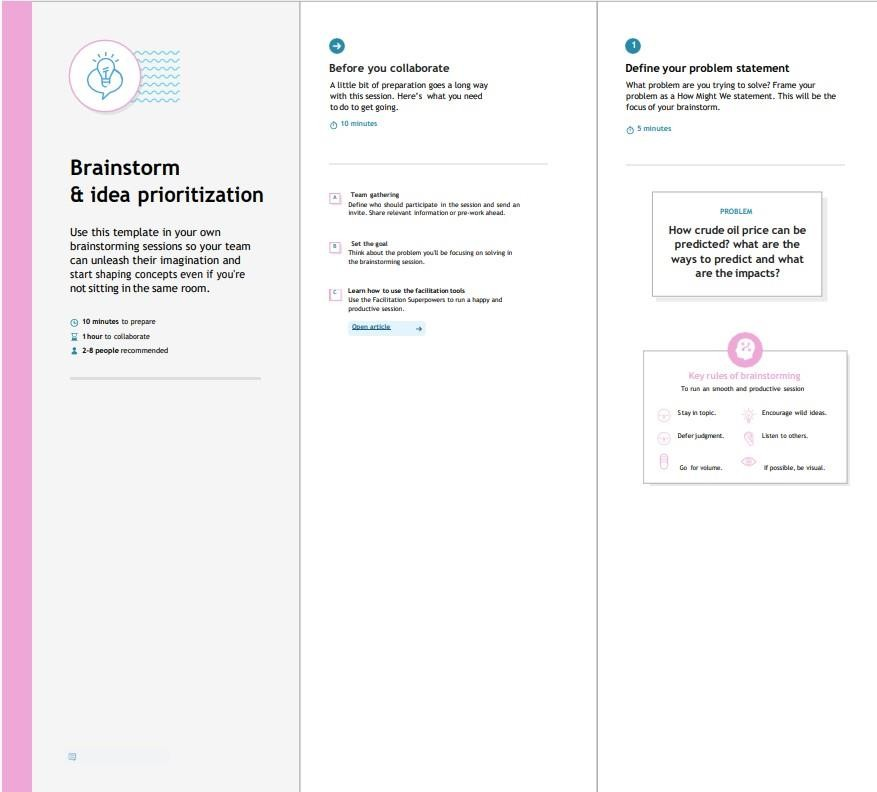 Brainstorm
& idea prioritization
Use this template in your own
brainstorming sessions so your team
can unleash their imagination and
start shaping concepts even if you're
not sitting in the same room.
10 minutes to prepare
1 hour to collaborate
2-8 people recommended
Before you collaborate
A little bit of preparation goes a long way
with this session. Here's what you need
to do to get going.
10 minutes
A
Team gathering
Define who should participate in the session and send an
invite. Share relevant information or pre-work ahead.
B
Set the goal
Think about the problem you'll be focusing on solving in
the brainstorming session.
C
Learn how to use the facilitation tools
Use the Facilitation Superpowers to run a happy and
productive session.
Open article
1
Define your problem statement
What problem are you trying to solve? Frame your
problem as a How Might We statement. This will be the
focus of your brainstorm.
5 minutes
PROBLEM
How crude oil price can be
predicted? what are the
ways to predict and what
are the impacts?
Key rules of brainstorming
To run an smooth and productive session
Stay in topic.
Encourage wild ideas.
Defer judgment.
Listen to others.
Go for volume.
If possible, be visual.